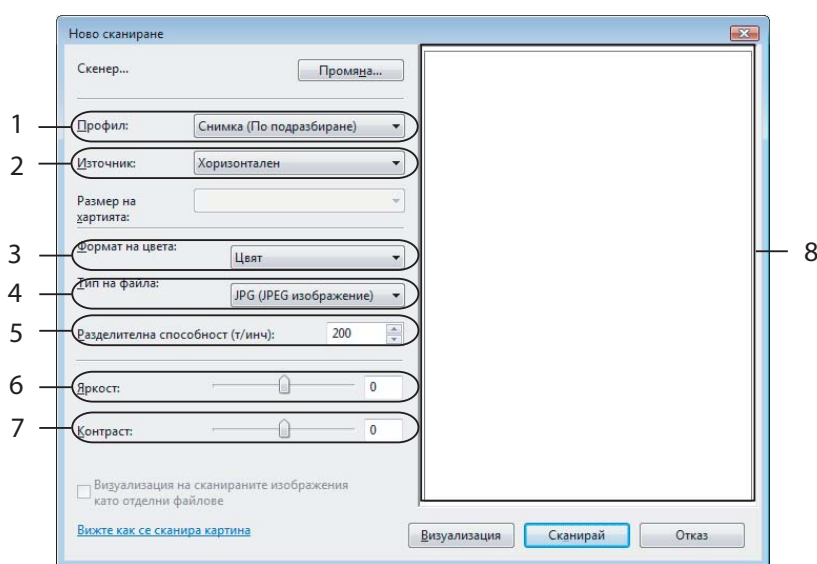 Ново сканиране
Скенер... Промяна...
1 Профил: Снимка (По подразбиране)
2 Източник: Хоризонтален
Размер на
хартията:
3 Формат на цвета: Цвят
4 Тип на файла: JPG (JPEG изображение)
5 Разделителна способност (т/инч): 200
6 Яркост: 0
7 Контраст: 0
8
Визуализация на сканираните изображения
като отделни файлове
Вижте как се сканира картина
Визуализация Сканирай Отказ